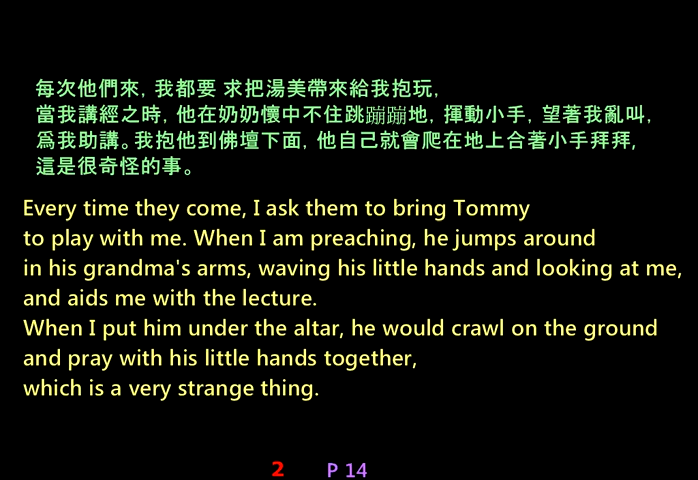 每次他們來, 我都要 求把湯美帶來給我抱玩,
當我講經之時, 他在奶奶懷中不住跳蹦蹦地, 揮動小手, 望著我亂叫,
爲我助講。我抱他到佛壇下面, 他自己就會爬在地上合著小手拜拜,
這是很奇怪的事。
Every time they come, I ask them to bring Tommy
to play with me. When I am preaching, he jumps around
in his grandma's arms, waving his little hands and looking at me,
and aids me with the lecture.
When I put him under the altar, he would crawl on the ground
and pray with his little hands together,
which is a very strange thing.
2 P 14